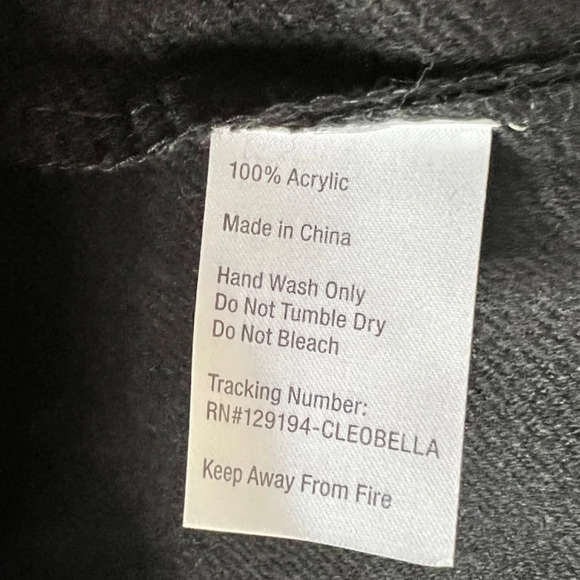 100% Acrylic
Made in China
Hand Wash Only
Do Not Tumble Dry
Do Not Bleach
Tracking Number:
RN#129194-CLEOBELLA
Keep Away From Fire